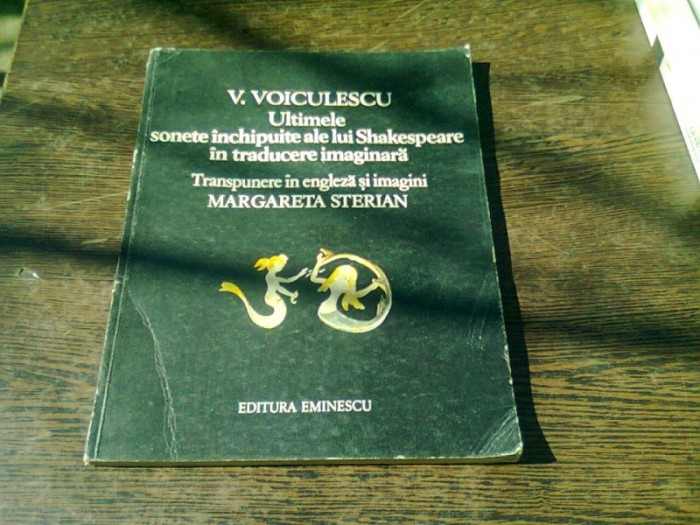 V. VOICULESCU
Ultimele
sonete închipuite ale lui Shakespeare
în traducere imaginară
Transpunere în engleză și imagini
MARGARETA STERIAN
EDITURA EMINESCU